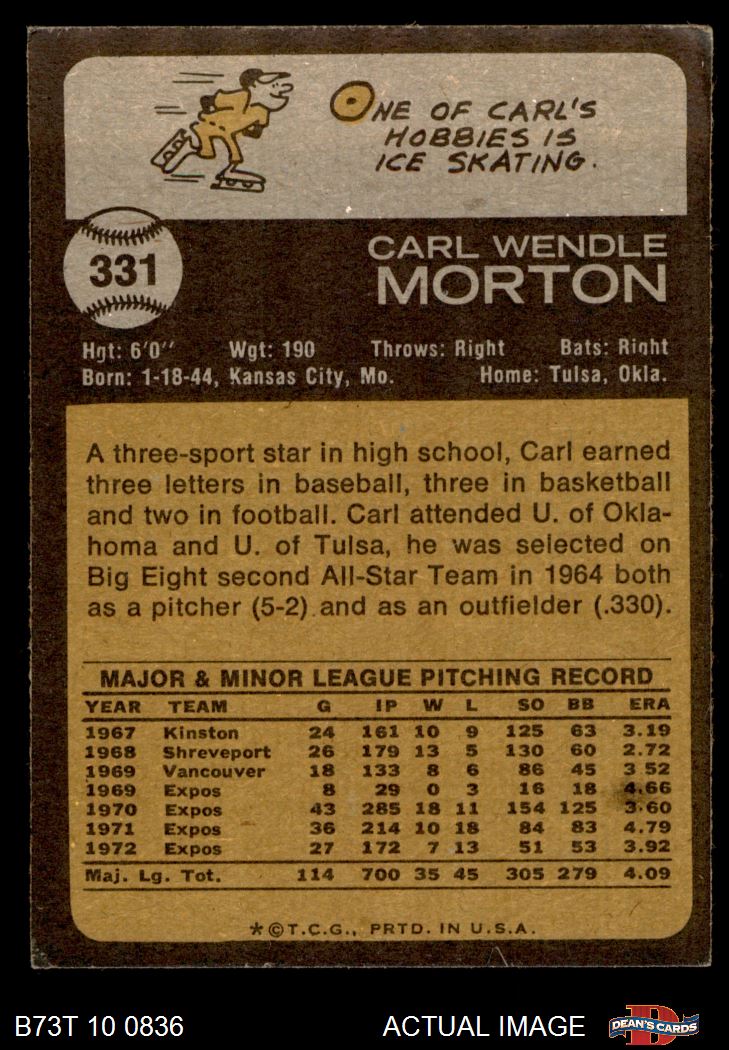 ONE OF CARL'S
HOBBIES IS
ICE SKATING.
331
CARL WENDLE
MORTON
Hgt: 6'0" Wgt: 190 Throws: Right Bats: Right
Born: 1-18-44, Kansas City, Mo. Home: Tulsa, Okla.
A three-sport star in high school, Carl earned
three letters in baseball, three in basketball
and two in football. Carl attended U. of Okla-
homa and U. of Tulsa, he was selected on
Big Eight second All-Star Team in 1964 both
as a pitcher (5-2) and as an outfielder (.330).
MAJOR & MINOR LEAGUE PITCHING RECORD
YEAR TEAM G IP W L SO BB ERA
1967 Kinston 24 161 10 9 125 63 3.19
1968 Shreveport 26 179 13 5 130 60 2.72
1969 Vancouver 18 133 8 6 86 45 3 52
1969 Expos 8 29 0 3 16 18 4.66
1970 Expos 43 285 18 11 154 125 3.60
1971 Expos 36 214 10 18 84 83 4.79
1972 Expos 27 172 7 13 51 53 3.92
Maj. Lg. Tot. 114 700 35 45 305 279 4.09
*©T.C.G., PRTD. IN U.S.A.
B73T 10 0836 ACTUAL IMAGE D DEAN'S CARDS